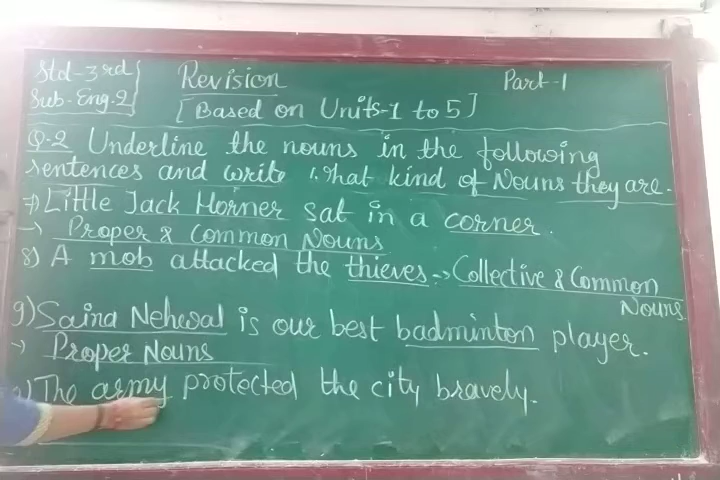 Std-3rd
Sub-Eng.2
Revision
Part-1
[Based on Units-1 to 5]
Q.2 Underline the nouns in the following
sentences and write what kind of Nouns they are.
7) Little Jack Horner sat in a corner.
→ Proper & Common Nouns
8) A mob attacked the thieves. → Collective & Common
Nouns
9) Saina Nehwal is our best badminton player.
→ Proper Nouns
The army protected the city bravely.